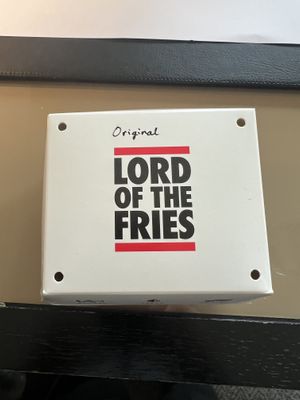 Original
LORD
OF THE
FRIES